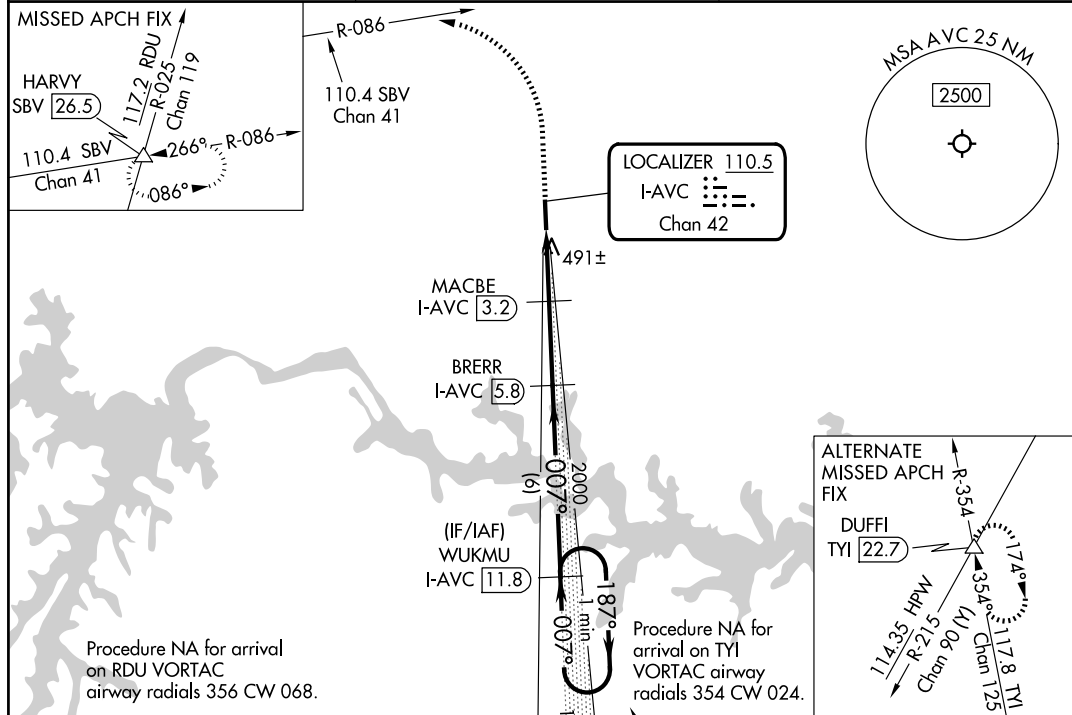 MISSED APCH FIX
HARVY
SBV 26.5
117.2 RDU
R-025
Chan 119
110.4 SBV
Chan 41
266°
R-086
086°
R-086
110.4 SBV
Chan 41
MSA AVC 25 NM
2500
LOCALIZER 110.5
I-AVC
Chan 42
491±
MACBE
I-AVC 3.2
BRERR
I-AVC 5.8
2000
007°
(6)
(IF/IAF)
WUKMU
I-AVC 11.8
187°
1 min
007°
Procedure NA for arrival
on RDU VORTAC
airway radials 356 CW 068.
Procedure NA for
arrival on TYI
VORTAC airway
radials 354 CW 024.
ALTERNATE
MISSED APCH
FIX
DUFFI
TYI 22.7
R-354
174°
354°
117.8 TYI
Chan 125
114.35 HPW
R-215
Chan 90 (Y)